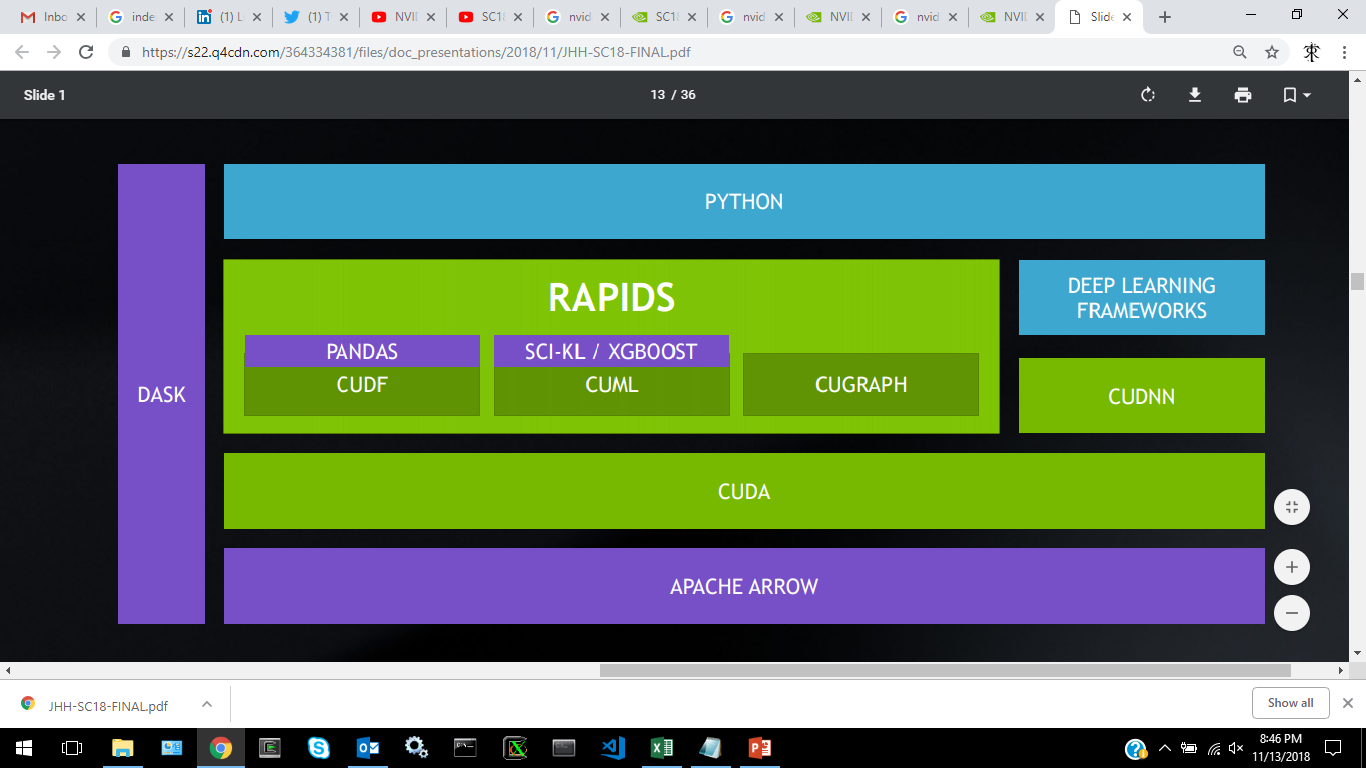 (1) L
(1) T
https://s22.q4cdn.com/364334381/files/doc_presentations/2018/11/JHH-SC18-FINAL.pdf
Slide 1
13 / 36
PYTHON
RAPIDS
DEEP LEARNING
FRAMEWORKS
PANDAS
SCI-KL / XGBOOST
CUDF
CUML
CUGRAPH
DASK
CUDNN
CUDA
APACHE ARROW
JHH-SC18-FINAL.pdf
Show all
8:46 PM
11/13/2018